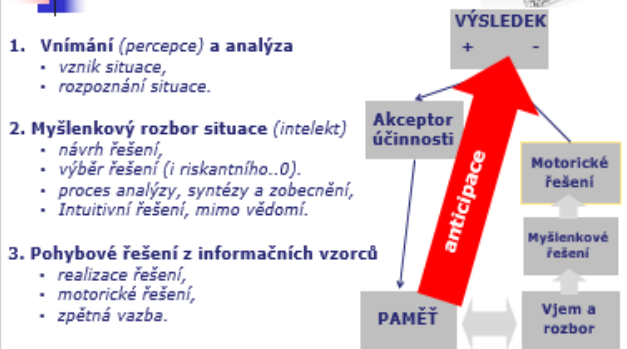 1. Vnímání (percepce) a analýza
▪ vznik situace,
▪ rozpoznání situace.
2. Myšlenkový rozbor situace (intelekt)
▪ návrh řešení,
▪ výběr řešení (i riskantního..0).
▪ proces analýzy, syntézy a zobecnění,
▪ Intuitivní řešení, mimo vědomí.
3. Pohybové řešení z informačních vzorců
▪ realizace řešení,
▪ motorické řešení,
▪ zpětná vazba.
VÝSLEDEK
+ -
Akceptor
účinnosti
anticipace
Motorické
řešení
Myšlenkové
řešení
PAMĚŤ
Vjem a
rozbor